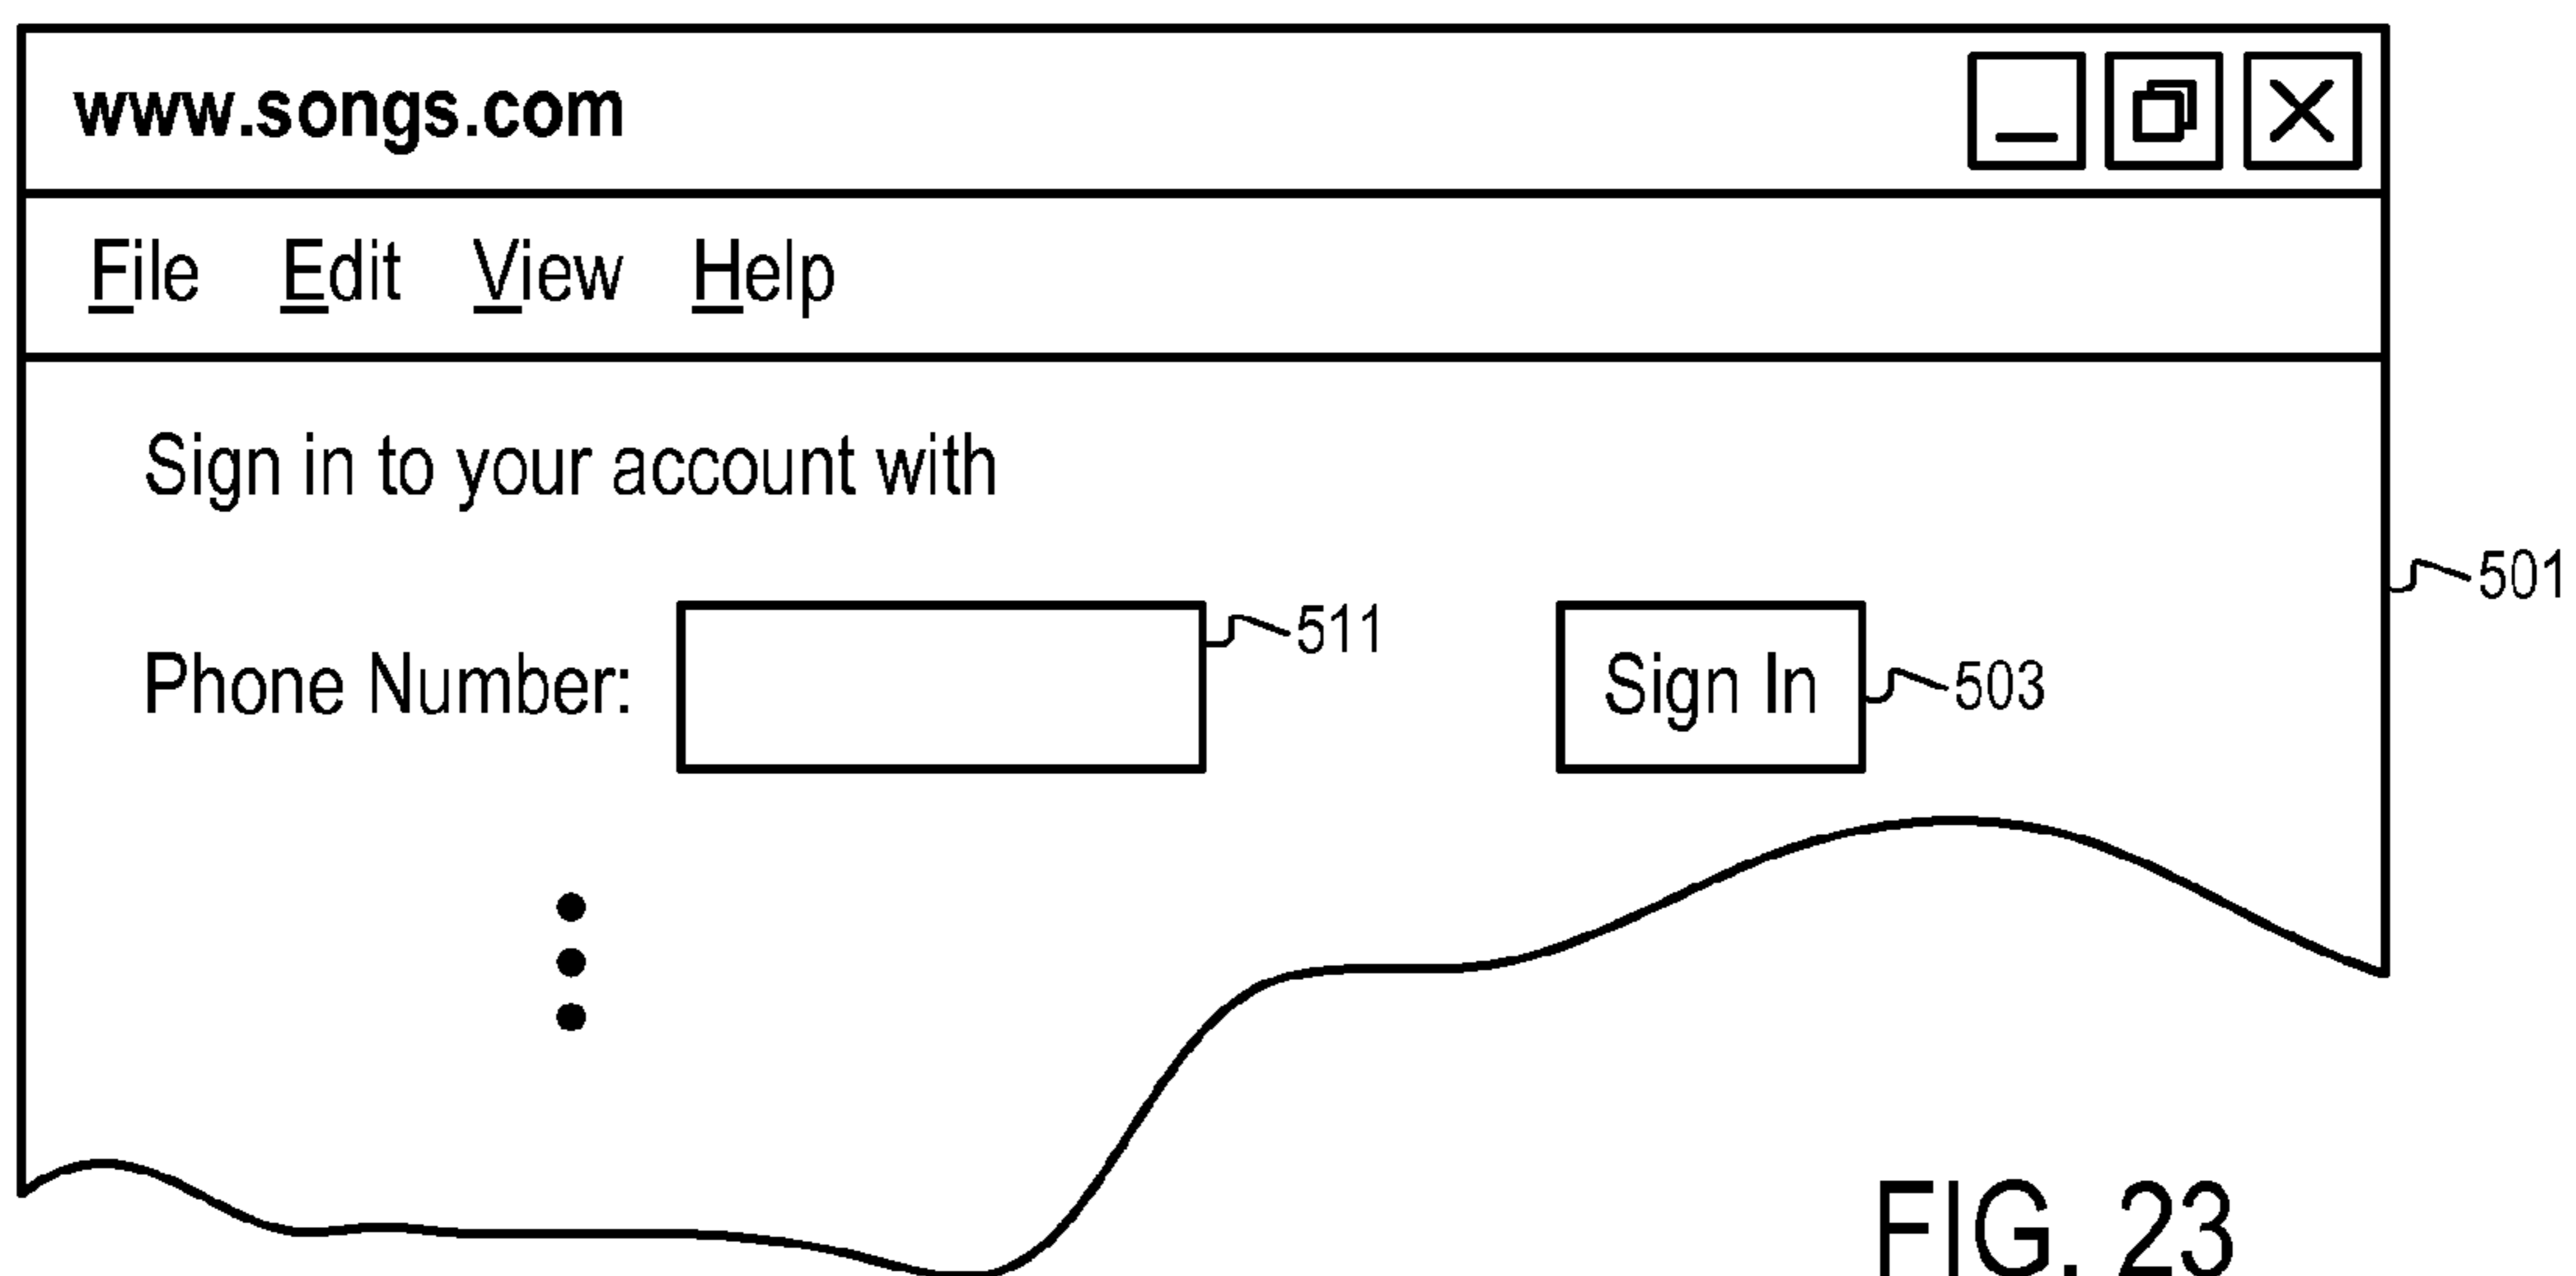 www.songs.com
File Edit View Help
Sign in to your account with
501
Phone Number: 511 Sign In 503
FIG. 23